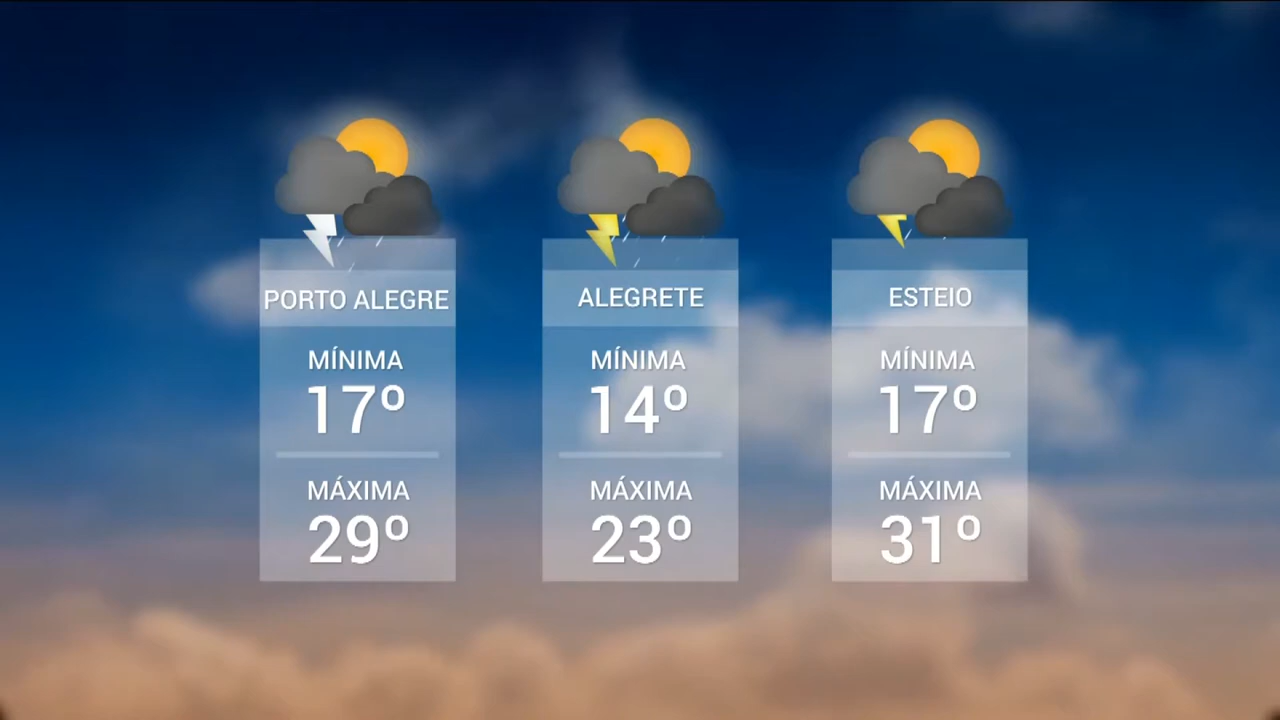 PORTO ALEGRE
MÍNIMA
17º
MÁXIMA
29º
ALEGRETE
MÍNIMA
14º
MÁXIMA
23º
ESTEIO
MÍNIMA
17º
MÁXIMA
31º